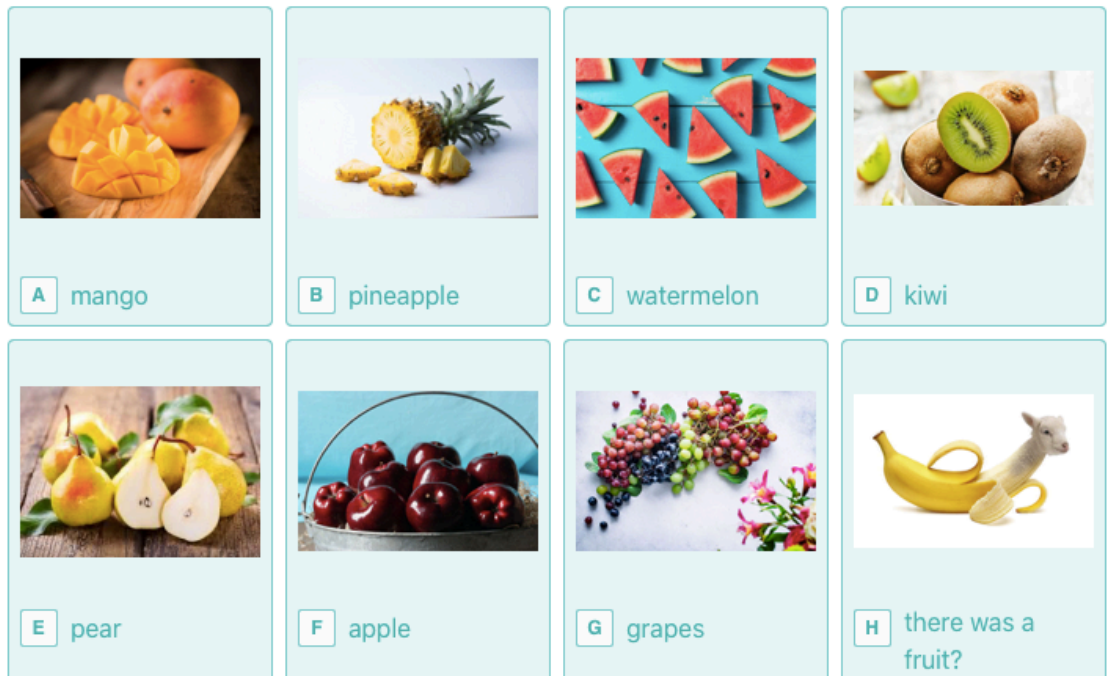 A mango
B pineapple
C watermelon
D kiwi
E pear
F apple
G grapes
H there was a
fruit?